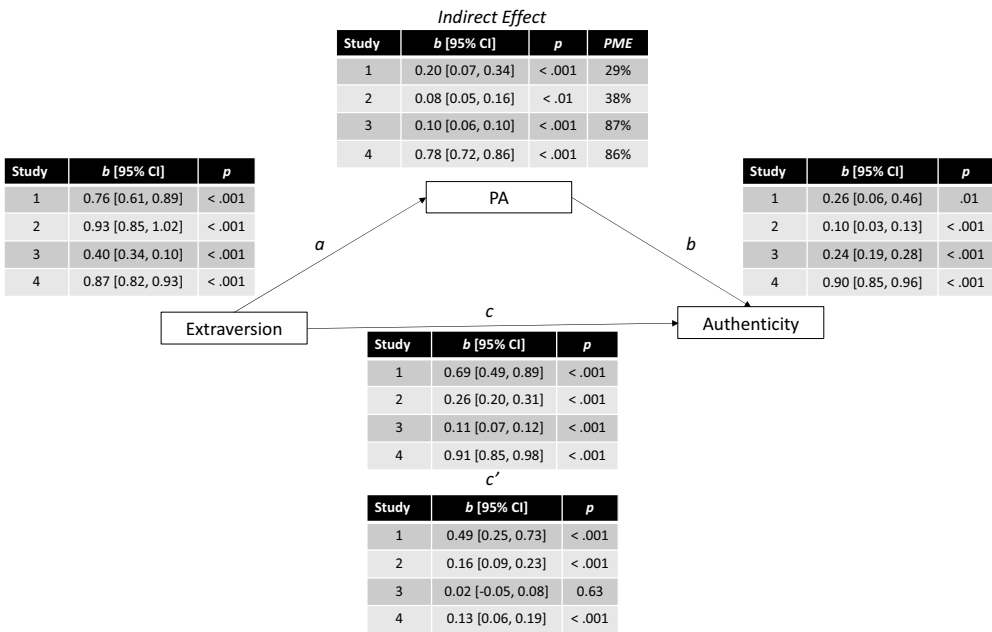 Indirect Effect
Study b [95% CI] p PME
1 0.20 [0.07, 0.34] < .001 29%
2 0.08 [0.05, 0.16] < .01 38%
3 0.10 [0.06, 0.10] < .001 87%
4 0.78 [0.72, 0.86] < .001 86%
Study b [95% CI] p
1 0.76 [0.61, 0.89] < .001
2 0.93 [0.85, 1.02] < .001
3 0.40 [0.34, 0.10] < .001
4 0.87 [0.82, 0.93] < .001
PA
Study b [95% CI] p
1 0.26 [0.06, 0.46] .01
2 0.10 [0.03, 0.13] < .001
3 0.24 [0.19, 0.28] < .001
4 0.90 [0.85, 0.96] < .001
a
b
Extraversion
c
Authenticity
Study b [95% CI] p
1 0.69 [0.49, 0.89] < .001
2 0.26 [0.20, 0.31] < .001
3 0.11 [0.07, 0.12] < .001
4 0.91 [0.85, 0.98] < .001
c’
Study b [95% CI] p
1 0.49 [0.25, 0.73] < .001
2 0.16 [0.09, 0.23] < .001
3 0.02 [-0.05, 0.08] 0.63
4 0.13 [0.06, 0.19] < .001